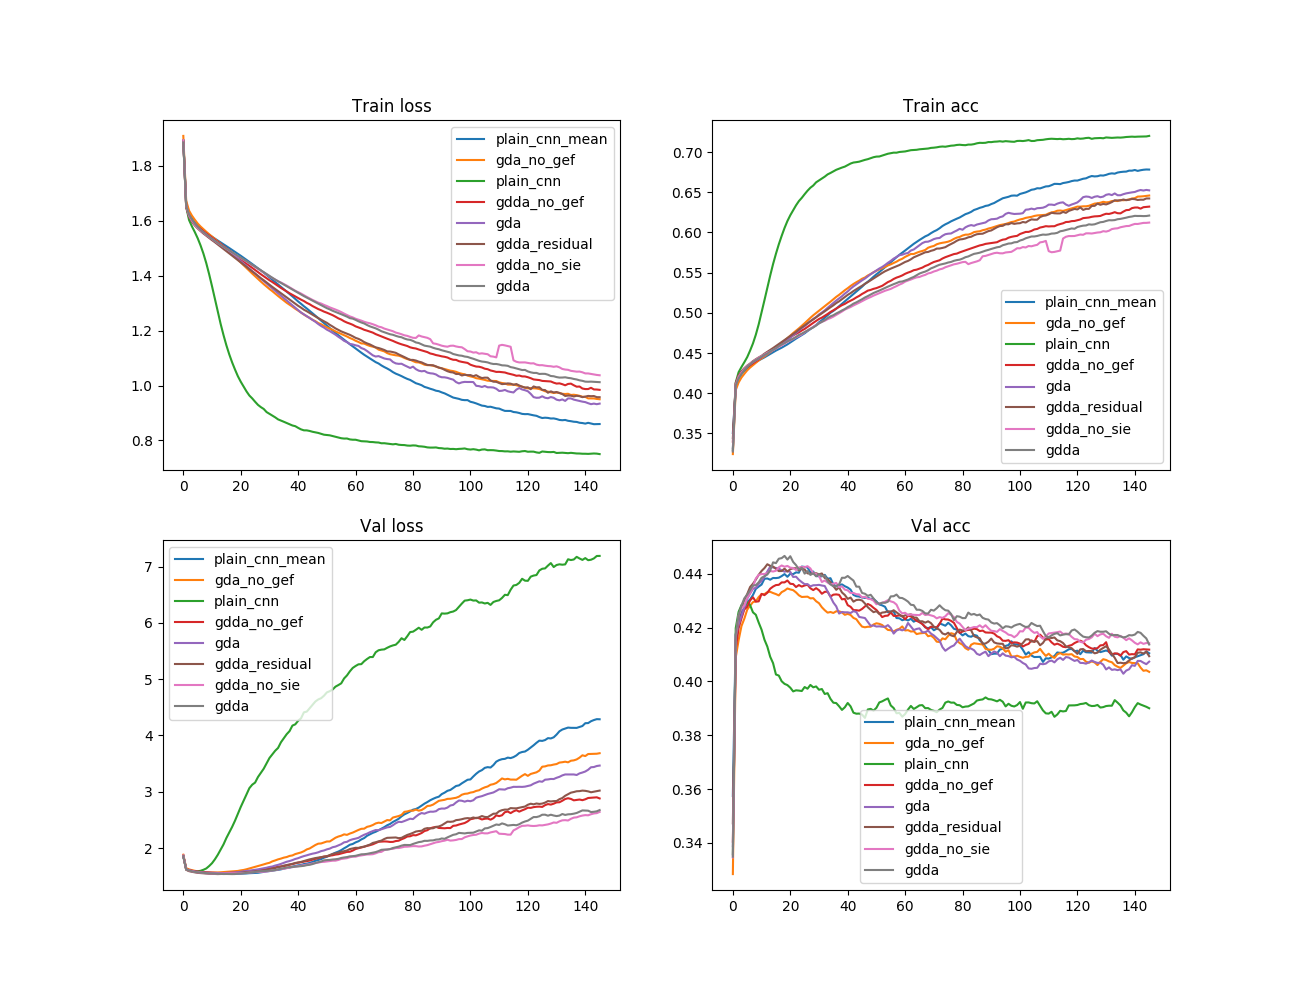 Train loss
1.8
1.6
1.4
1.2
1.0
0.8
0 20 40 60 80 100 120 140
plain_cnn_mean
gda_no_gef
plain_cnn
gdda_no_gef
gda
gdda_residual
gdda_no_sie
gdda
Train acc
0.70
0.65
0.60
0.55
0.50
0.45
0.40
0.35
0 20 40 60 80 100 120 140
plain_cnn_mean
gda_no_gef
plain_cnn
gdda_no_gef
gda
gdda_residual
gdda_no_sie
gdda
Val loss
7
6
5
4
3
2
0 20 40 60 80 100 120 140
plain_cnn_mean
gda_no_gef
plain_cnn
gdda_no_gef
gda
gdda_residual
gdda_no_sie
gdda
Val acc
0.44
0.42
0.40
0.38
0.36
0.34
0 20 40 60 80 100 120 140
plain_cnn_mean
gda_no_gef
plain_cnn
gdda_no_gef
gda
gdda_residual
gdda_no_sie
gdda